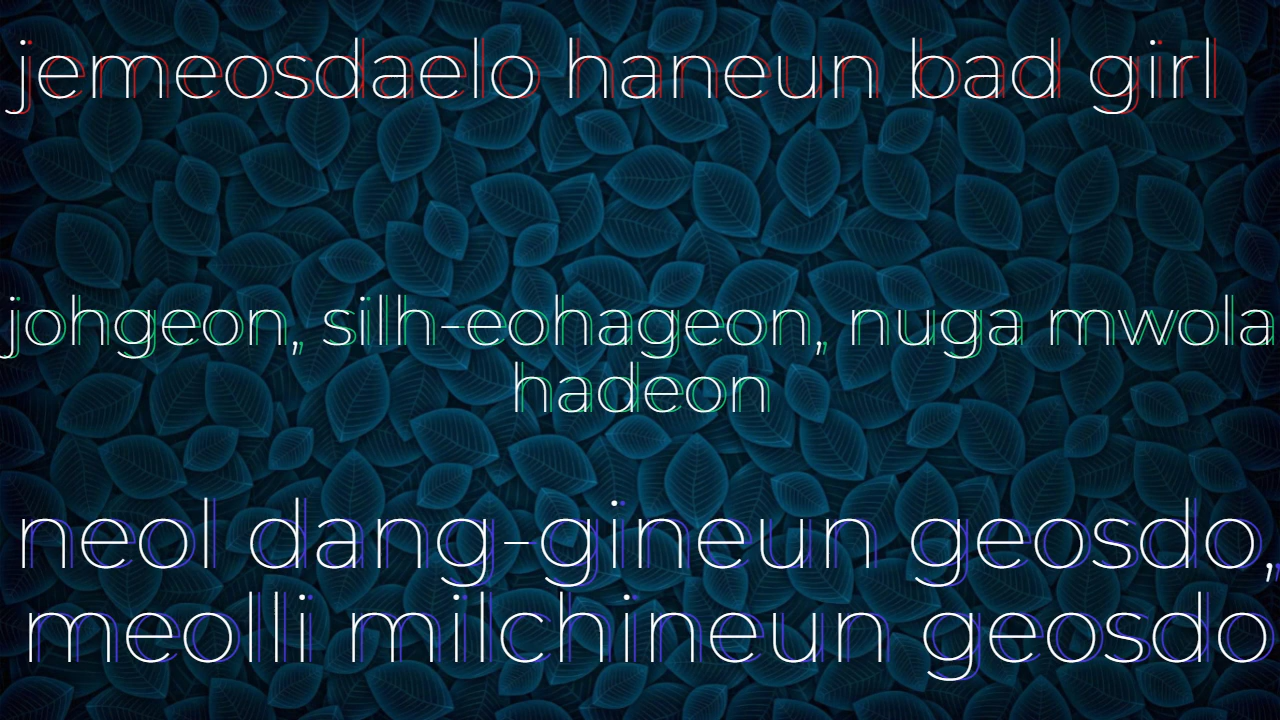 jemeosdaelo haneun bad girl
johgeon, silh-eohageon, nuga mwola
hadeon
neol dang-gineun geosdo,
meolli milchineun geosdo